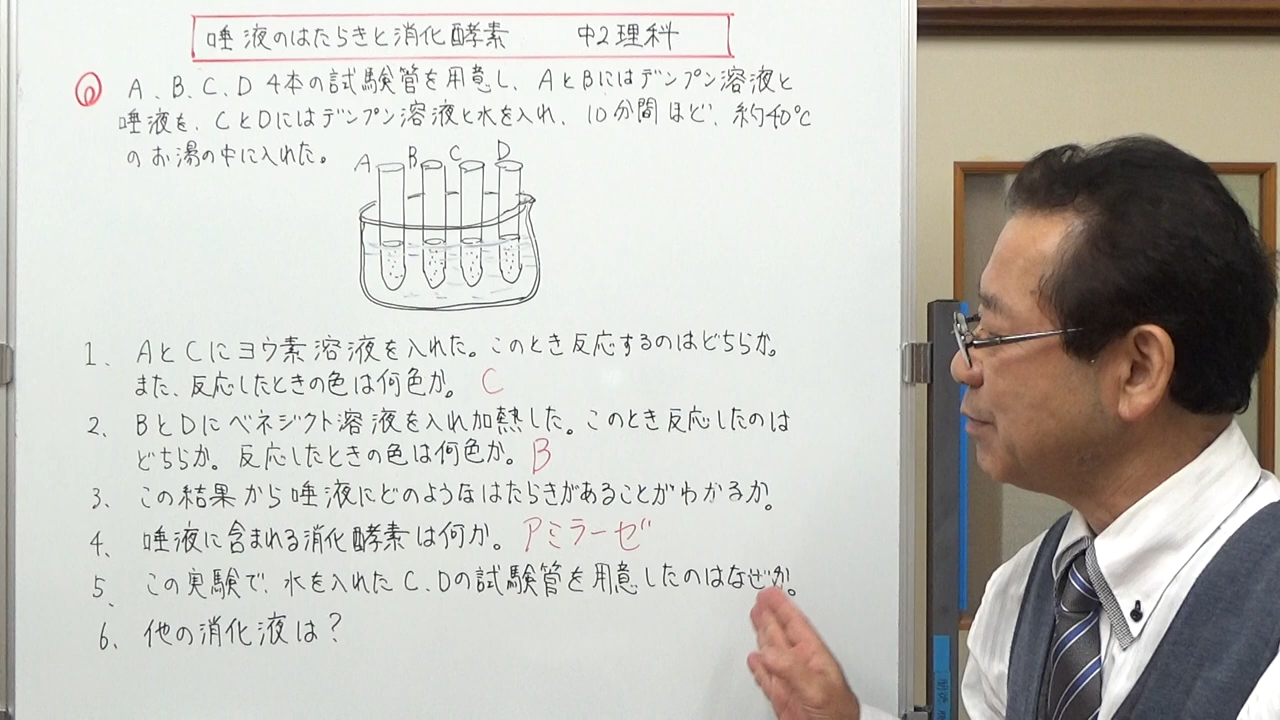 唾液のはたらきと消化酵素 中2理科
Q A、B、C、D 4本の試験管を用意し、AとBにはデンプン溶液と
唾液を、CとDにはデンプン溶液と水を入れ、10分間ほど、約40℃
のお湯の中に入れた。
A B C D
1、AとCにヨウ素溶液を入れた。このとき反応するのはどちらか。
また、反応したときの色は何色か。 C
2、BとDにベネジクト溶液を入れ加熱した。このとき反応したのは
どちらか。反応したときの色は何色か。 B
3、この結果から唾液にどのようなはたらきがあることがわかるか。
4、唾液に含まれる消化酵素は何か。 アミラーゼ
5、この実験で、水を入れたC、Dの試験管を用意したのはなぜか。
6、他の消化液は?